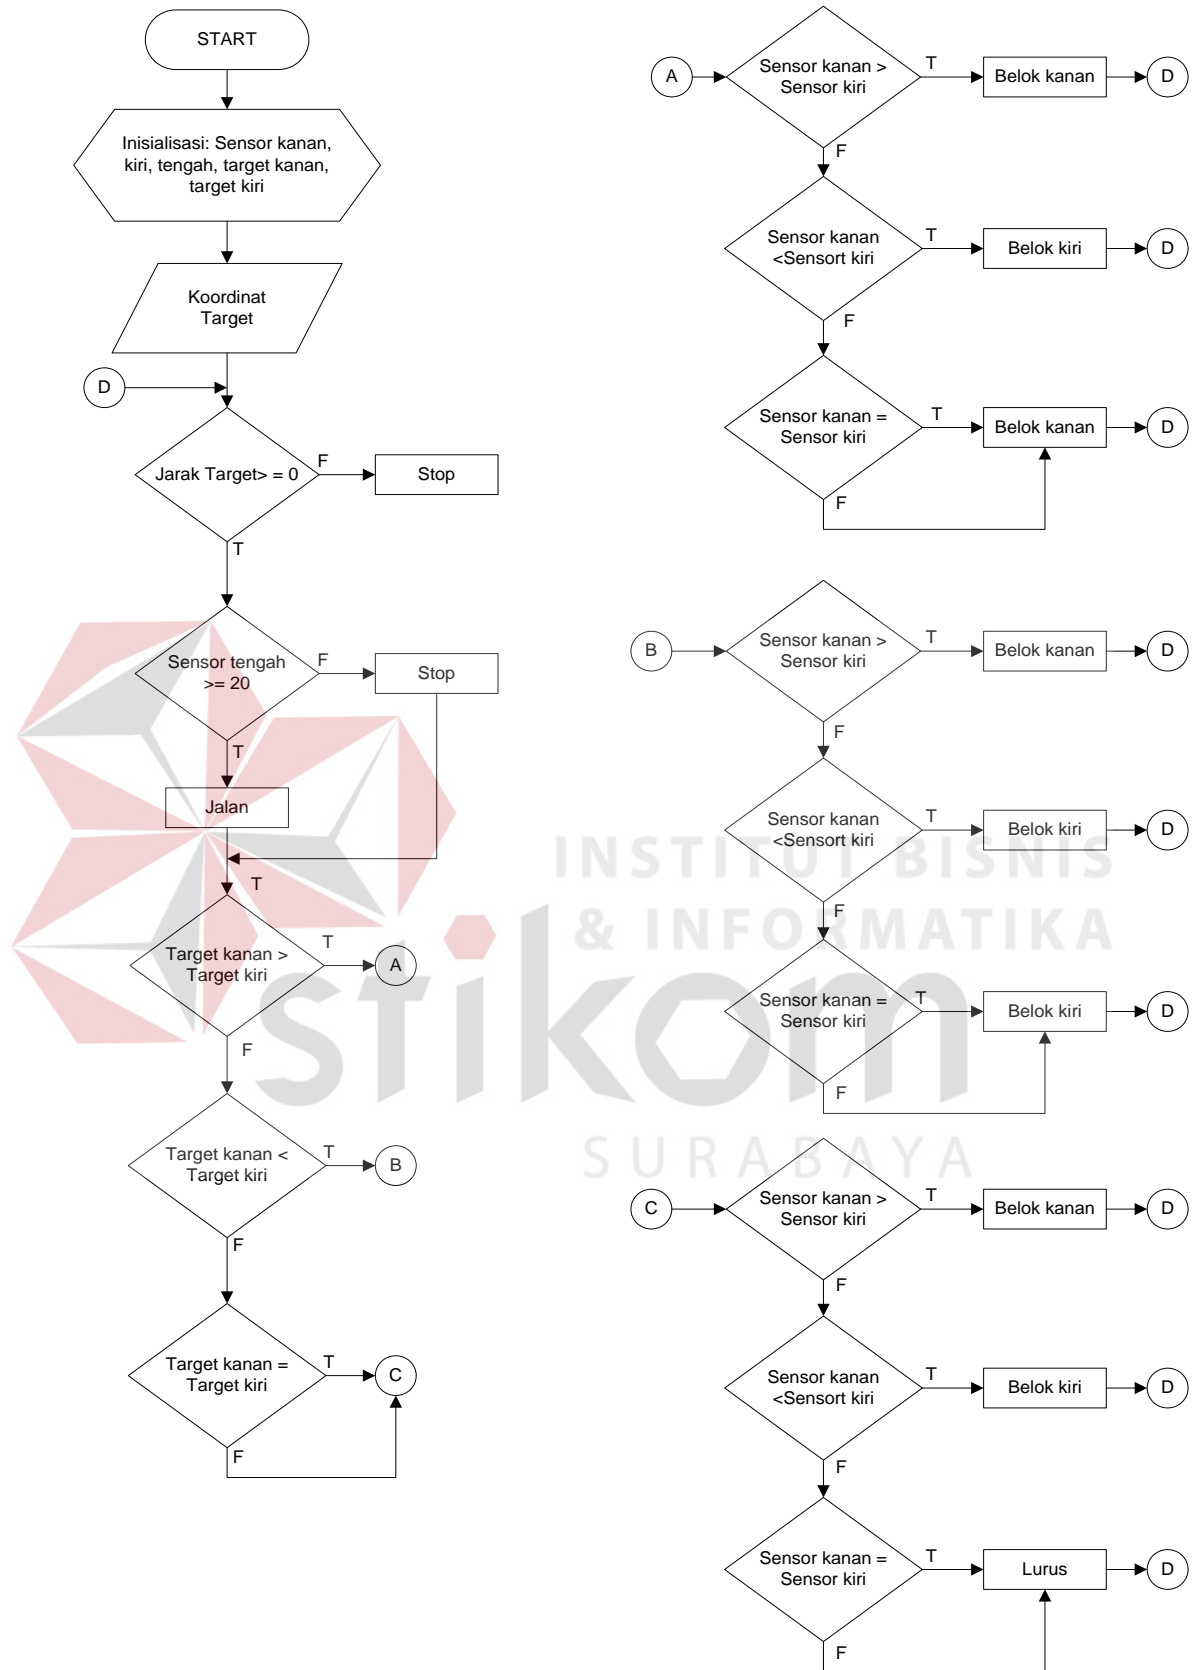 START
Inisialisasi: Sensor kanan,
kiri, tengah, target kanan,
target kiri
Koordinat
Target
D
Jarak Target> = 0
F
Stop
T
Sensor tengah
>= 20
F
Stop
T
Jalan
T
Target kanan >
Target kiri
T
A
F
Target kanan <
Target kiri
T
B
F
Target kanan =
Target kiri
T
C
F
A
Sensor kanan >
Sensor kiri
T
Belok kanan
D
F
Sensor kanan
<Sensort kiri
T
Belok kiri
D
F
Sensor kanan =
Sensor kiri
T
Belok kanan
D
F
B
Sensor kanan >
Sensor kiri
T
Belok kanan
D
F
Sensor kanan
<Sensort kiri
T
Belok kiri
D
F
Sensor kanan =
Sensor kiri
T
Belok kiri
D
F
C
Sensor kanan >
Sensor kiri
T
Belok kanan
D
F
Sensor kanan
<Sensort kiri
T
Belok kiri
D
F
Sensor kanan =
Sensor kiri
T
Lurus
D
F
INSTITUT BISNIS
& INFORMATIKA
stikom
SURABAYA